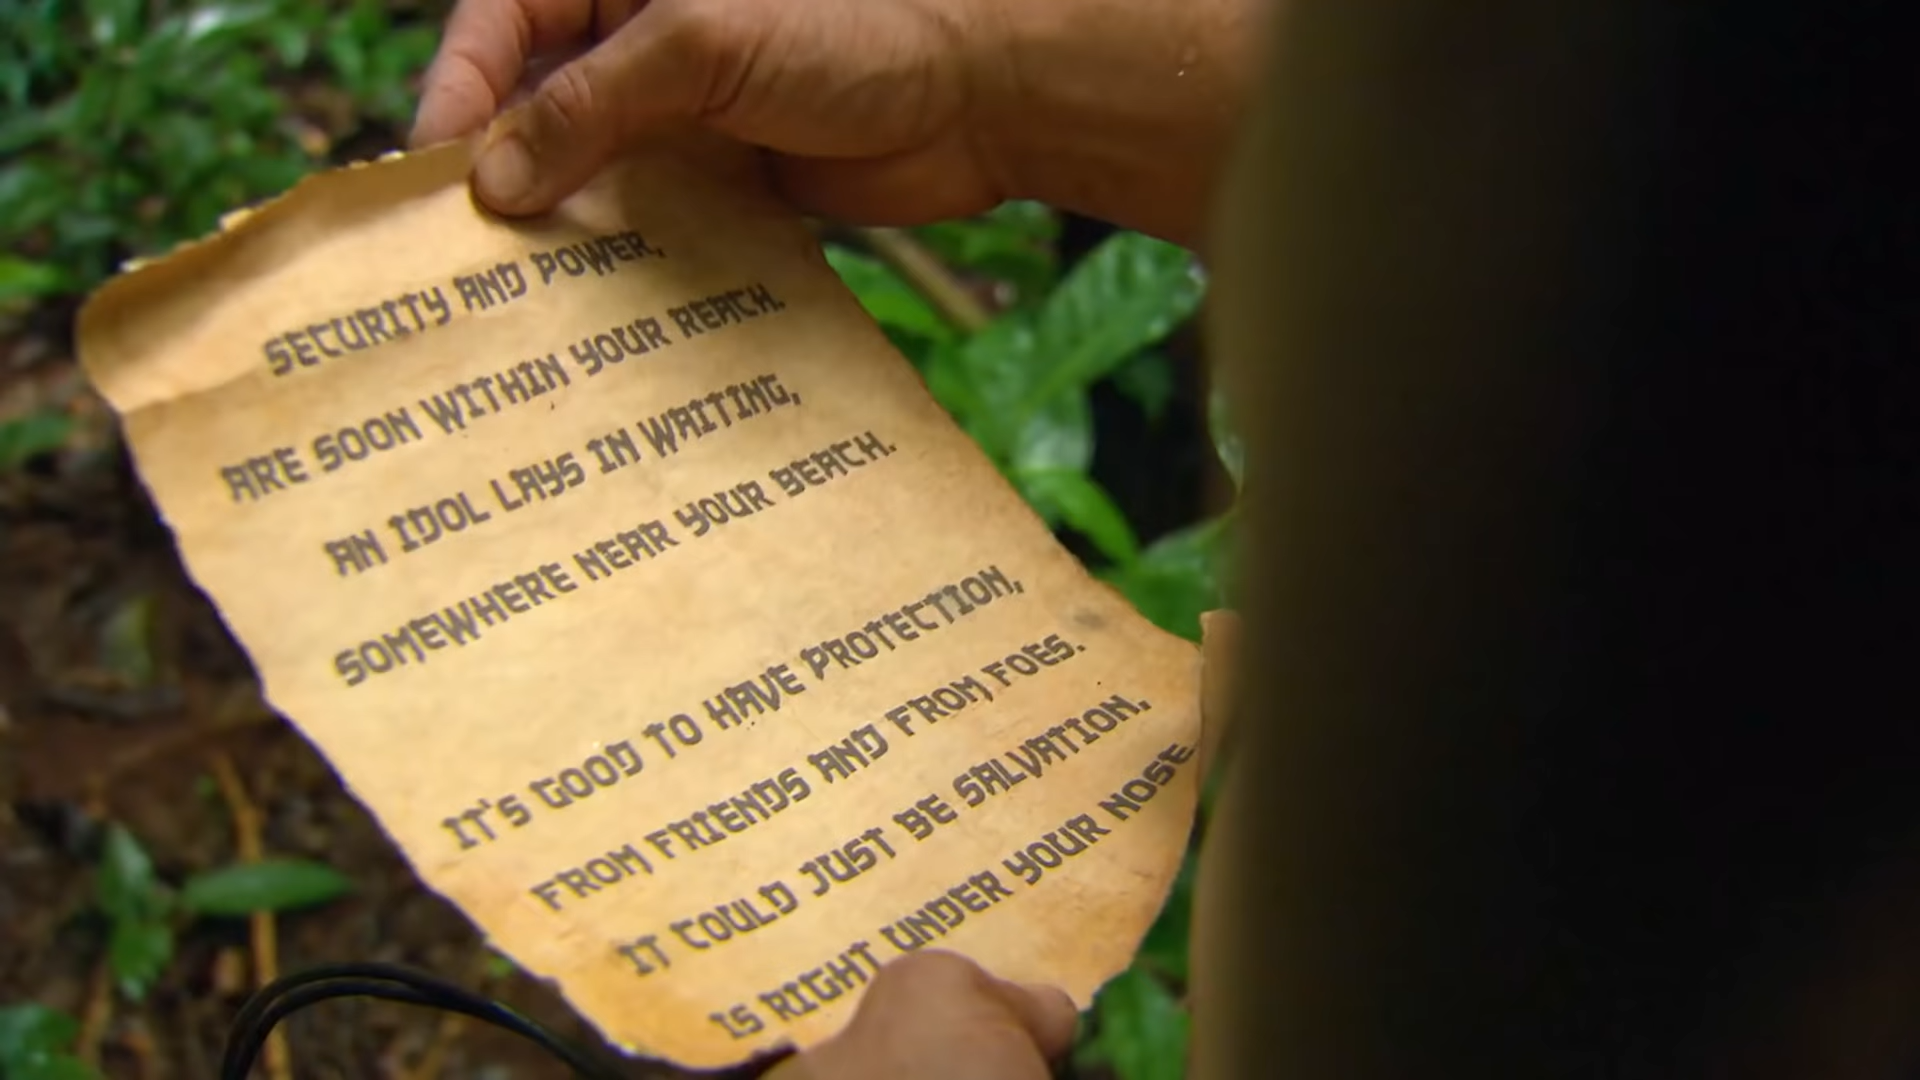 SECURITY AND POWER,
ARE SOON WITHIN YOUR REACH.
AN IDOL LAYS IN WAITING,
SOMEWHERE NEAR YOUR BEACH.
IT'S GOOD TO HAVE PROTECTION,
FROM FRIENDS AND FROM FOES.
IT COULD JUST BE SALVATION,
IS RIGHT UNDER YOUR NOSE